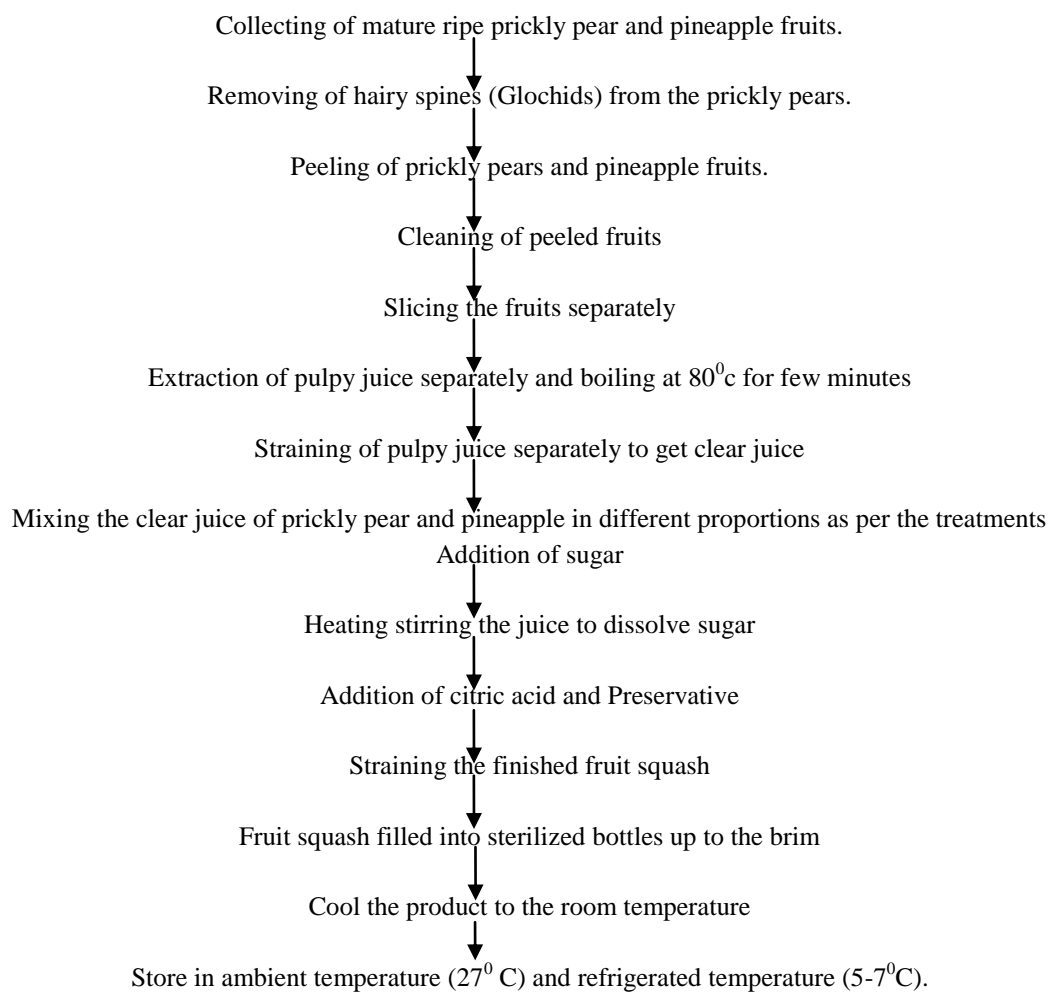 Collecting of mature ripe prickly pear and pineapple fruits.
Removing of hairy spines (Glochids) from the prickly pears.
Peeling of prickly pears and pineapple fruits.
Cleaning of peeled fruits
Slicing the fruits separately
Extraction of pulpy juice separately and boiling at 80⁰c for few minutes
Straining of pulpy juice separately to get clear juice
Mixing the clear juice of prickly pear and pineapple in different proportions as per the treatments
Addition of sugar
Heating stirring the juice to dissolve sugar
Addition of citric acid and Preservative
Straining the finished fruit squash
Fruit squash filled into sterilized bottles up to the brim
Cool the product to the room temperature
Store in ambient temperature (27⁰ C) and refrigerated temperature (5-7⁰C).